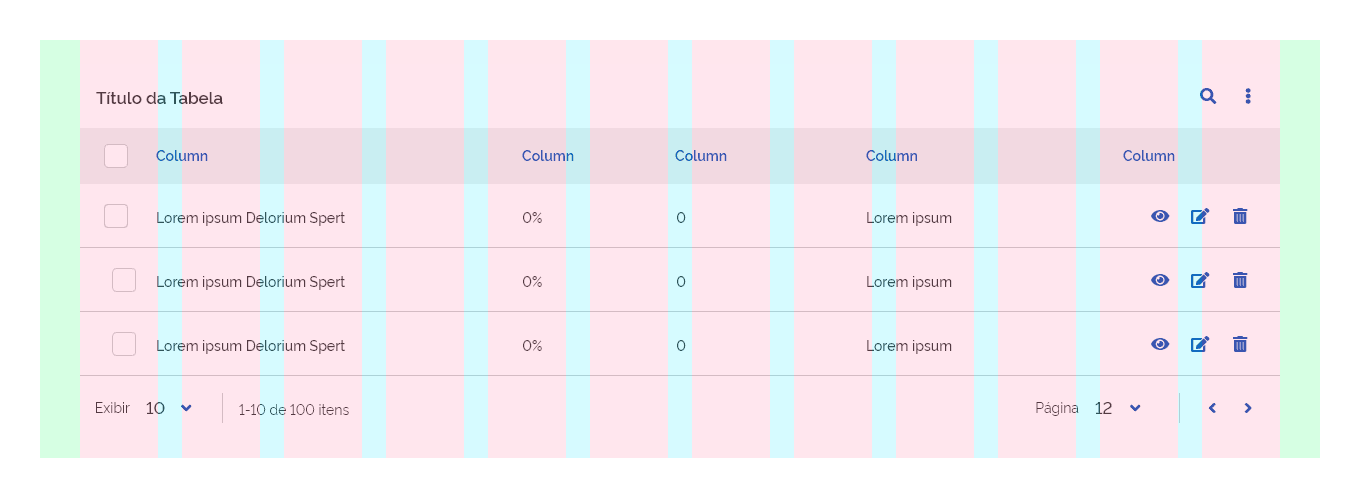 Título da Tabela
Column Column Column Column Column
Lorem ipsum Delorium Spert 0% 0 Lorem ipsum
Lorem ipsum Delorium Spert 0% 0 Lorem ipsum
Lorem ipsum Delorium Spert 0% 0 Lorem ipsum
Exibir 10 1-10 de 100 itens Página 12